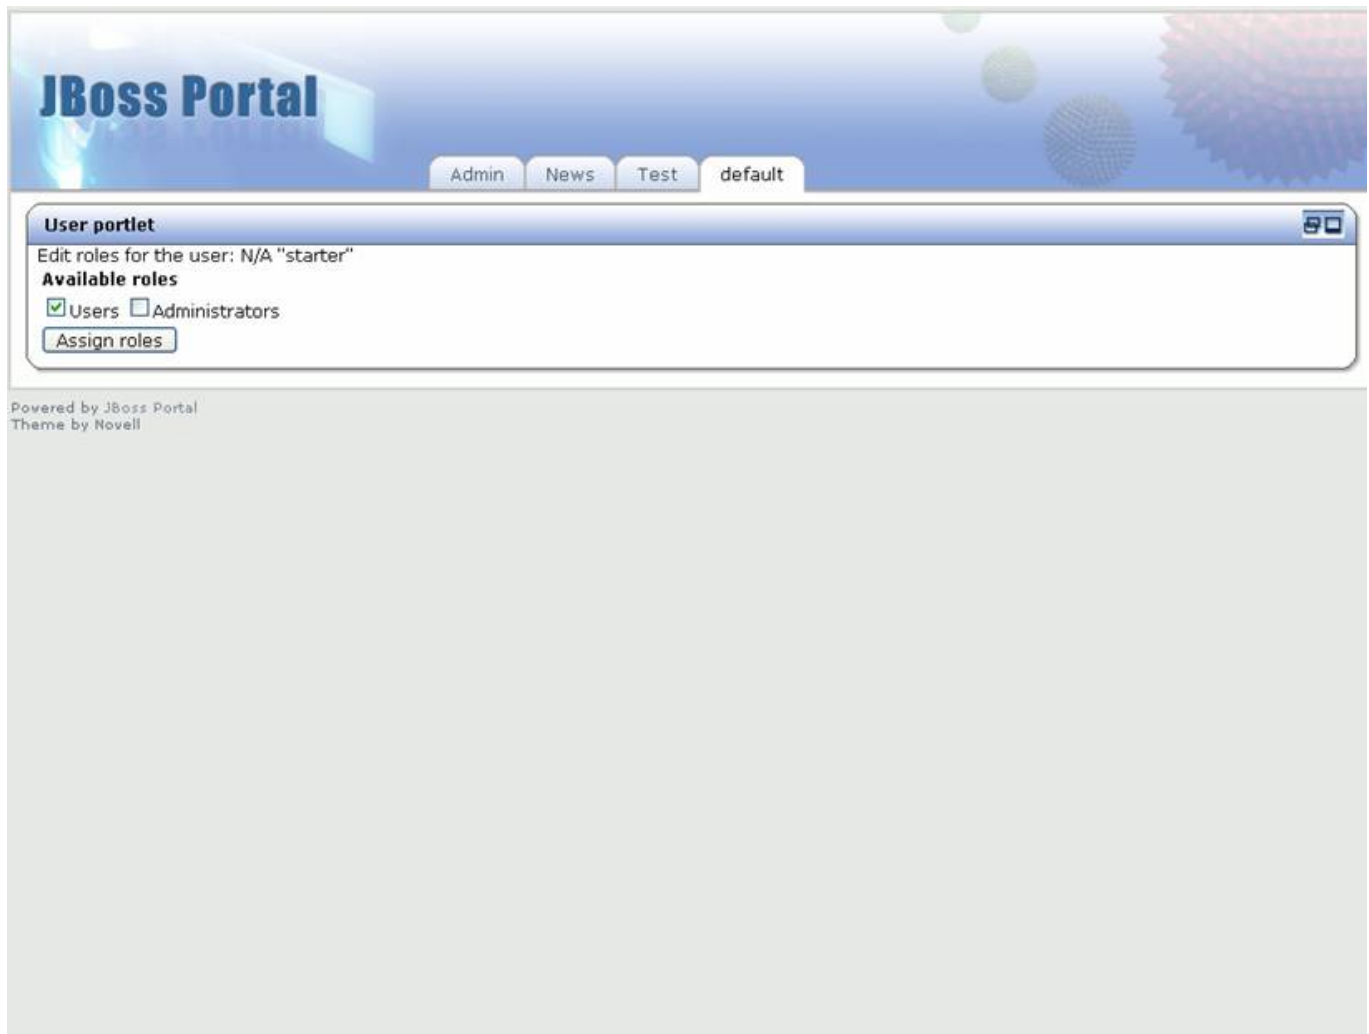 JBoss Portal
Admin News Test default
User portlet
Edit roles for the user: N/A "starter"
Available roles
Users Administrators
Assign roles
Powered by JBoss Portal
Theme by Novell